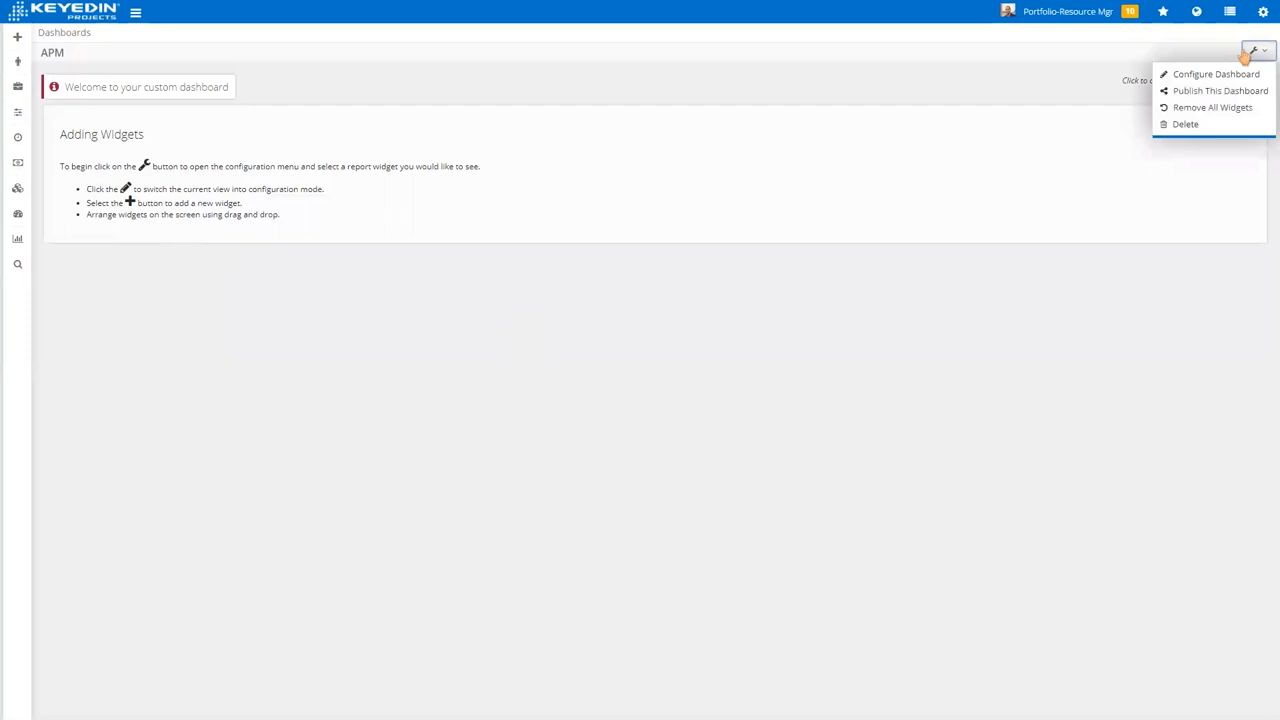 KEYEDIN®
PROJECTS
Portfolio-Resource Mgr
10
Dashboards
APM
Welcome to your custom dashboard
Click to
Configure Dashboard
Publish This Dashboard
Remove All Widgets
Delete
Adding Widgets
To begin click on the button to open the configuration menu and select a report widget you would like to see.
Click the to switch the current view into configuration mode.
Select the button to add a new widget.
Arrange widgets on the screen using drag and drop.